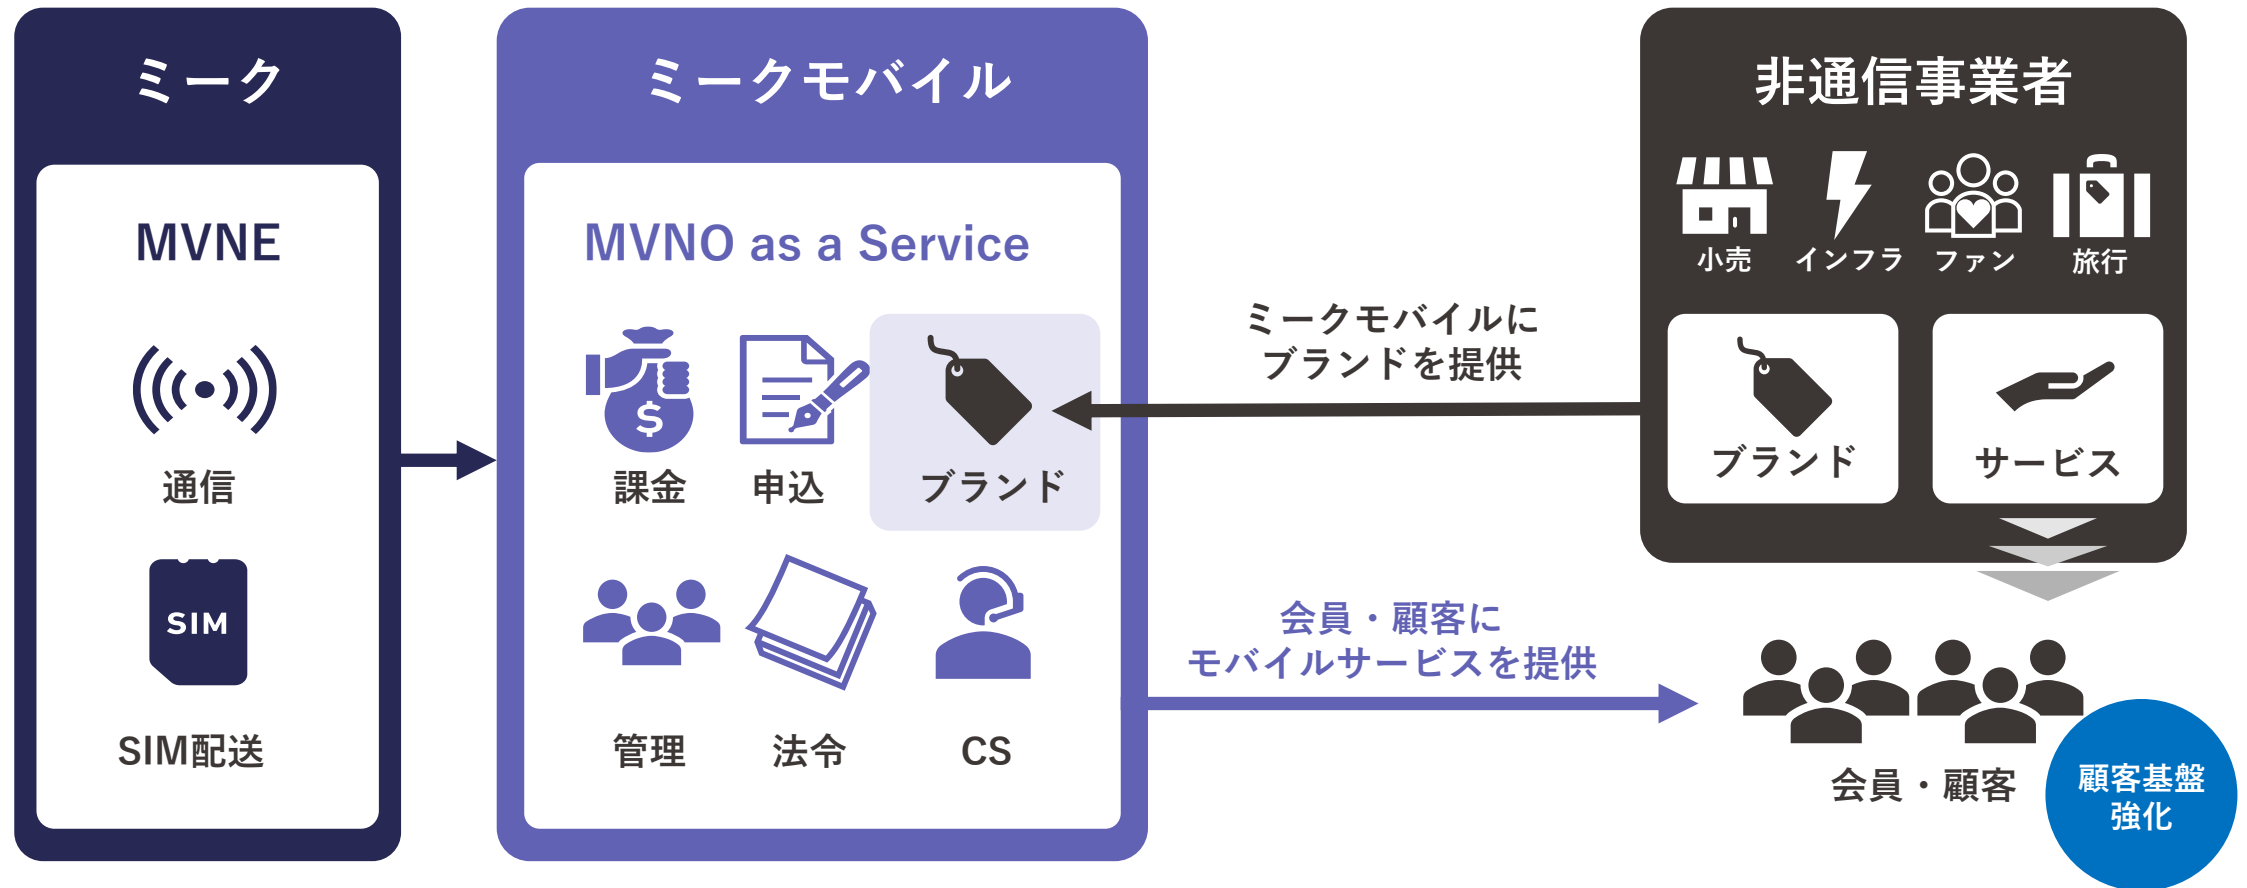 ミーク
MVNE
通信
SIM
SIM配送
ミークモバイル
MVNO as a Service
$
課金
申込
ブランド
管理
法令
CS
ミークモバイルに
ブランドを提供
会員・顧客に
モバイルサービスを提供
非通信事業者
小売
インフラ
ファン
旅行
ブランド
サービス
会員・顧客
顧客基盤
強化